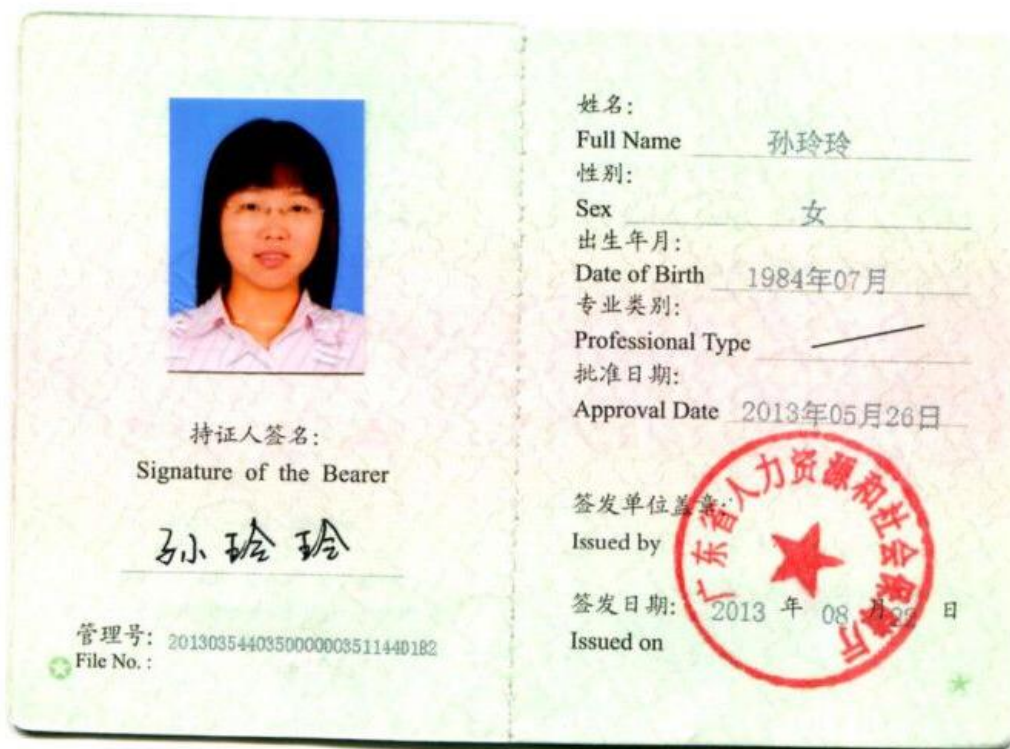 持证人签名:
Signature of the Bearer
孙玲玲
管理号: 2013035440350000000351144D1B2
File No. :
姓名:
Full Name 孙玲玲
性别:
Sex 女
出生年月:
Date of Birth 1984年07月
专业类别:
Professional Type
批准日期:
Approval Date 2013年05月26日
签发单位盖章:
Issued by
广东省人力资源和社会保障厅
签发日期: 2013 年 08 月 22 日
Issued on